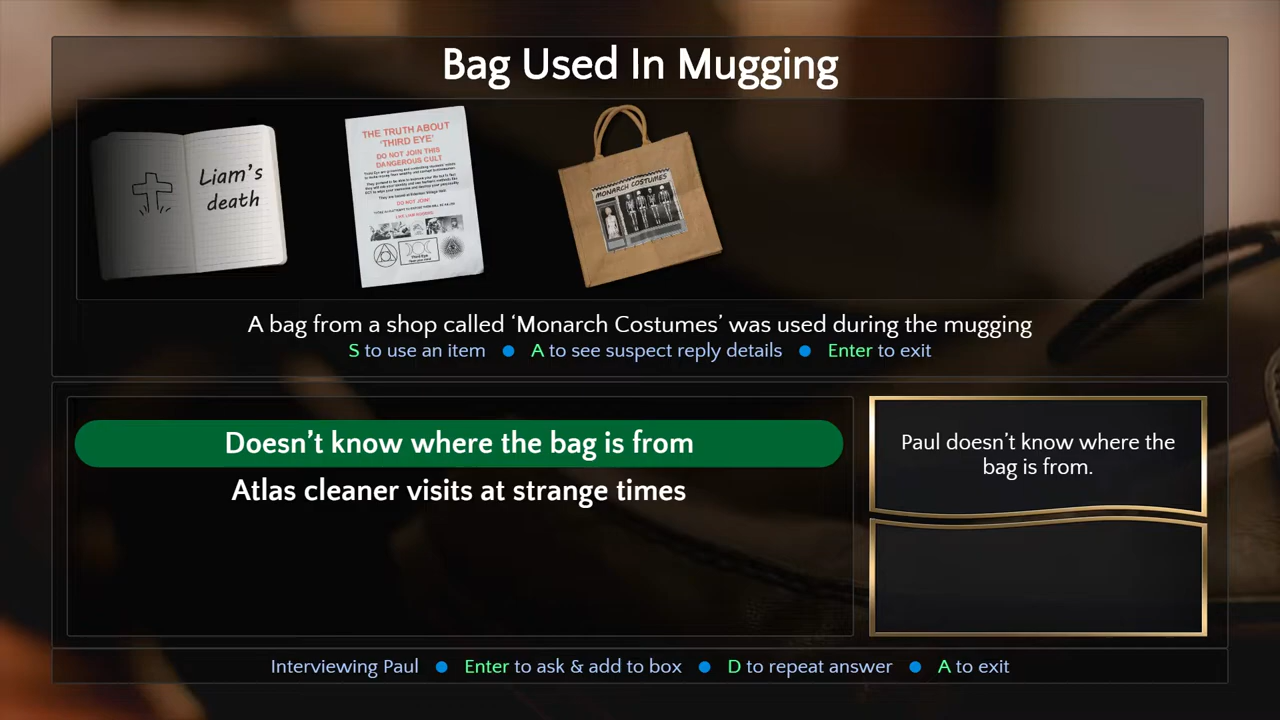 Bag Used In Mugging
Liam's
death
THE TRUTH ABOUT
'THIRD EYE'
DO NOT JOIN THIS
DANGEROUS CULT
DO NOT JOIN!
MONARCH COSTUMES
A bag from a shop called ‘Monarch Costumes’ was used during the mugging
S to use an item ● A to see suspect reply details ● Enter to exit
Doesn’t know where the bag is from
Atlas cleaner visits at strange times
Paul doesn’t know where the
bag is from.
Interviewing Paul ● Enter to ask & add to box ● D to repeat answer ● A to exit